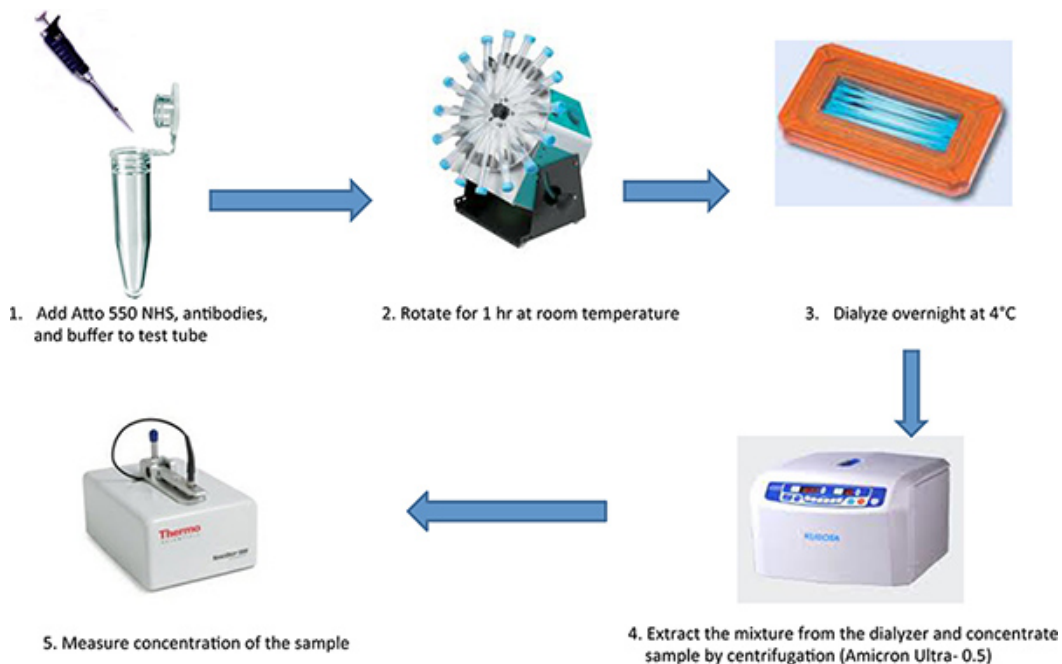 1. Add Atto 550 NHS, antibodies,
and buffer to test tube
2. Rotate for 1 hr at room temperature
3. Dialyze overnight at 4°C
Thermo
SCIENTIFIC
KUBOTA
5. Measure concentration of the sample
4. Extract the mixture from the dialyzer and concentrate
sample by centrifugation (Amicron Ultra- 0.5)